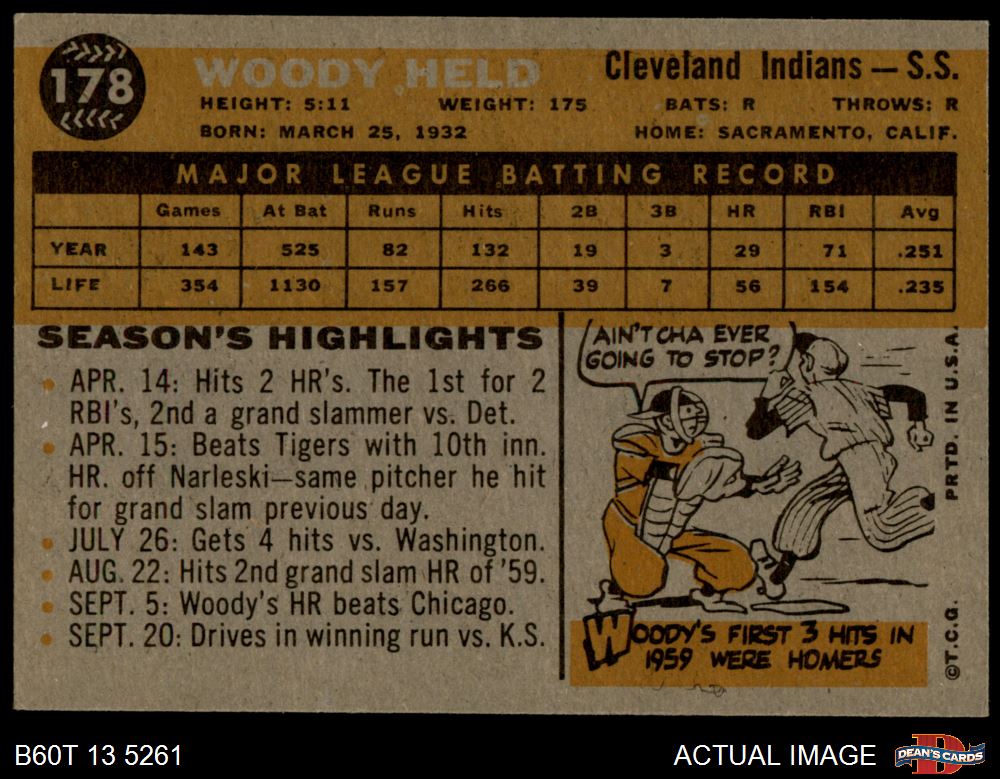 178
WOODY HELD
Cleveland Indians — S.S.
HEIGHT: 5:11 WEIGHT: 175 BATS: R THROWS: R
BORN: MARCH 25, 1932 HOME: SACRAMENTO, CALIF.
MAJOR LEAGUE BATTING RECORD
Games At Bat Runs Hits 2B 3B HR RBI Avg
YEAR 143 525 82 132 19 3 29 71 .251
LIFE 354 1130 157 266 39 7 56 154 .235
SEASON'S HIGHLIGHTS
• APR. 14: Hits 2 HR's. The 1st for 2
RBI's, 2nd a grand slammer vs. Det.
• APR. 15: Beats Tigers with 10th inn.
HR. off Narleski—same pitcher he hit
for grand slam previous day.
• JULY 26: Gets 4 hits vs. Washington.
• AUG. 22: Hits 2nd grand slam HR of '59.
• SEPT. 5: Woody's HR beats Chicago.
• SEPT. 20: Drives in winning run vs. K.S.
AIN'T CHA EVER
GOING TO STOP?
WOODY'S FIRST 3 HITS IN
1959 WERE HOMERS
©T.C.G. PRTD. IN U.S.A.
B60T 13 5261
ACTUAL IMAGE
DEAN'S CARDS